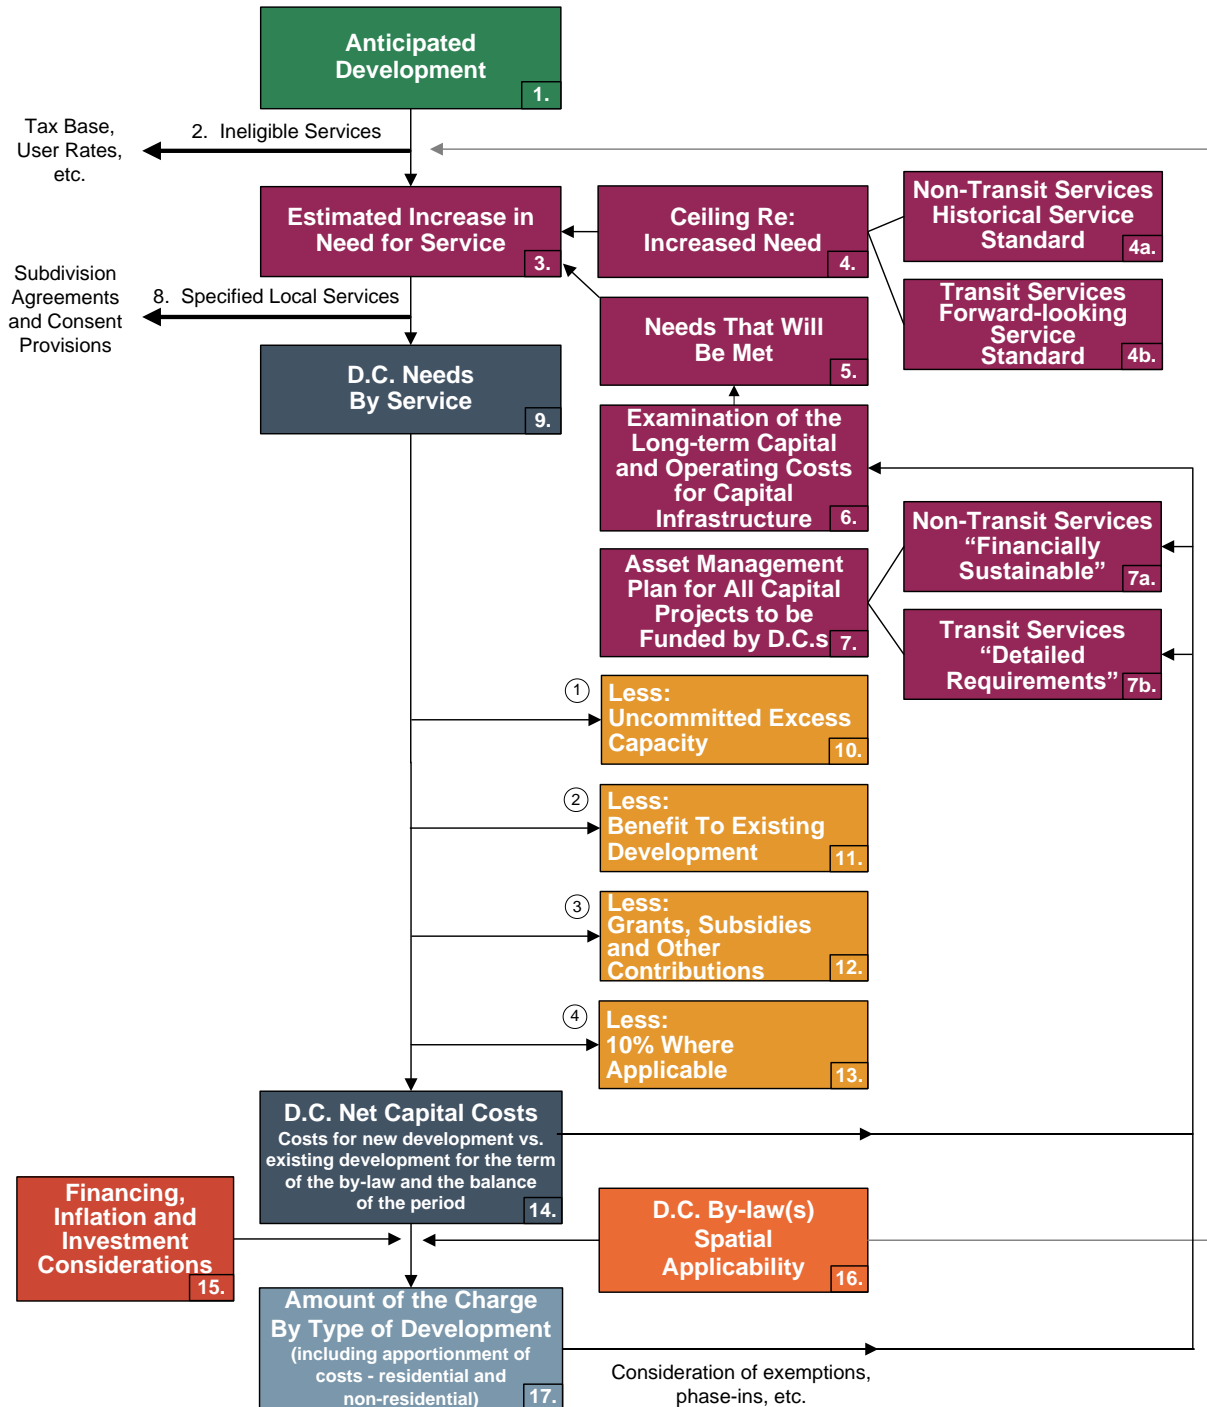 Anticipated
Development
1.
Tax Base,
User Rates,
etc.
2. Ineligible Services
Estimated Increase in
Need for Service
3.
Ceiling Re:
Increased Need
4.
Non-Transit Services
Historical Service
Standard
4a.
Transit Services
Forward-looking
Service
Standard
4b.
Subdivision
Agreements
and Consent
Provisions
8. Specified Local Services
Needs That Will
Be Met
5.
D.C. Needs
By Service
9.
Examination of the
Long-term Capital
and Operating Costs
for Capital
Infrastructure
6.
Asset Management
Plan for All Capital
Projects to be
Funded by D.C.s
7.
Non-Transit Services
“Financially
Sustainable”
7a.
Transit Services
“Detailed
Requirements”
7b.
1
Less:
Uncommitted Excess
Capacity
10.
2
Less:
Benefit To Existing
Development
11.
3
Less:
Grants, Subsidies
and Other
Contributions
12.
4
Less:
10% Where
Applicable
13.
D.C. Net Capital Costs
Costs for new development vs.
existing development for the term
of the by-law and the balance
of the period
14.
Financing,
Inflation and
Investment
Considerations
15.
D.C. By-law(s)
Spatial
Applicability
16.
Amount of the Charge
By Type of Development
(including apportionment of
costs - residential and
non-residential)
17.
Consideration of exemptions,
phase-ins, etc.